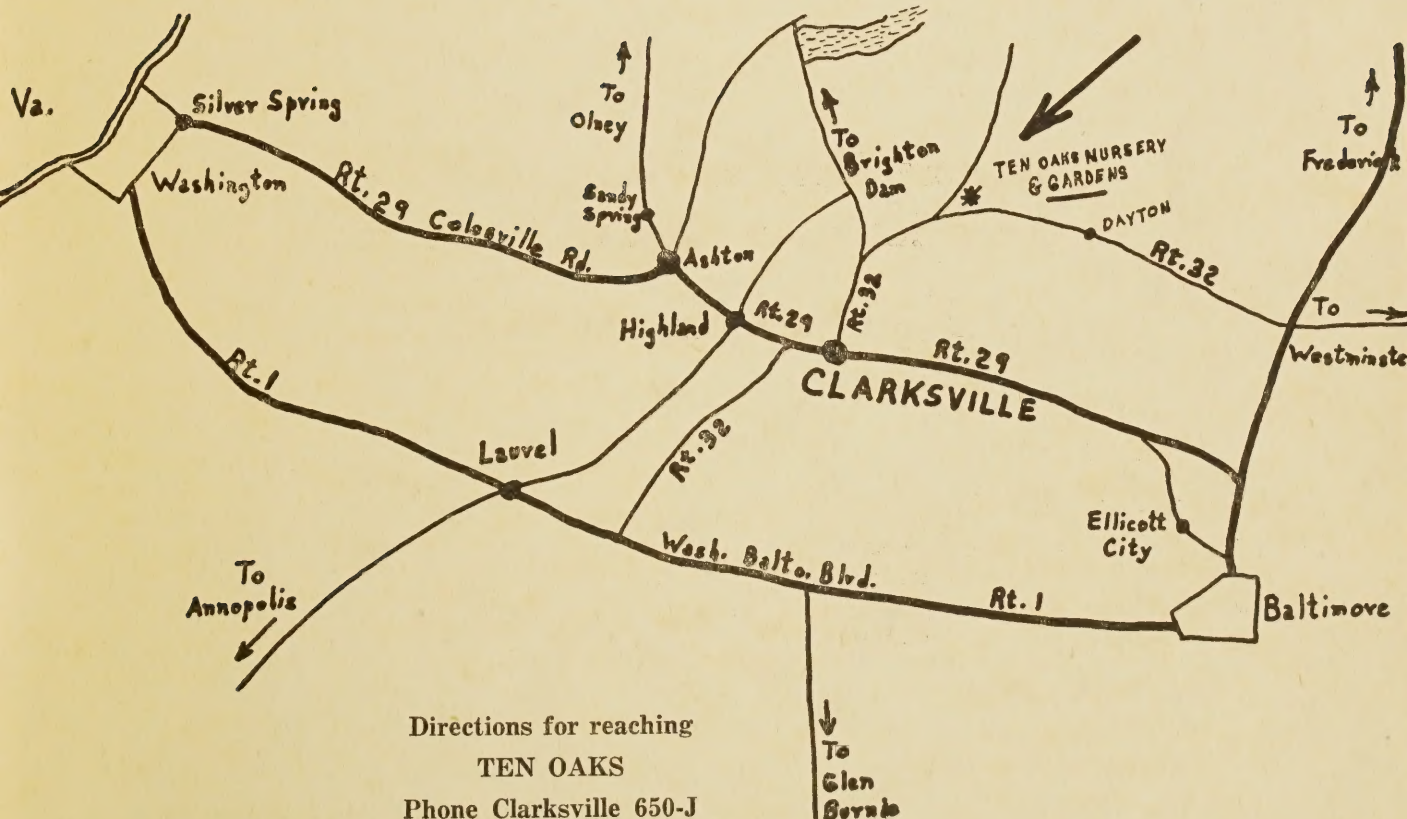 Va.
Silver Spring
Washington
Rt. 29 Colesville Rd.
To
Olney
Sandy
Spring
Ashton
To
Brighton
Dam
TEN OAKS NURSERY
& GARDENS
DAYTON
Rt. 32
To
Frederick
To
Westminste
Highland
Rt. 29
Rt. 32
CLARKSVILLE
Rt. 29
Rt. 1
Laurel
Rt. 32
Ellicott
City
Wash. Balto. Blvd.
Rt. 1
Baltimore
To
Annopolis
To
Glen
Burnie
Directions for reaching
TEN OAKS
Phone Clarksville 650-J